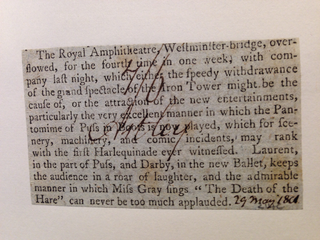 The Royal Amphitheatre, Westminster-bridge, over-
flowed, for the fourth time in one week, with com-
pany last night, which either the speedy withdrawance
of the grand spectacle of the Iron Tower might be the
cause of, or the attraction of the new entertainments,
particularly the very excellent manner in which the Pan-
tomime of Puss in Boots is now played, which for sce-
nery, machinery, and comic incidents, may rank
with the first Harlequinade ever witnessed. Laurent,
in the part of Puss, and Darby, in the new Ballet, keeps
the audience in a roar of laughter, and the admirable
manner in which Miss Gray sings "The Death of the
Hare" can never be too much applauded. 29 May 1801